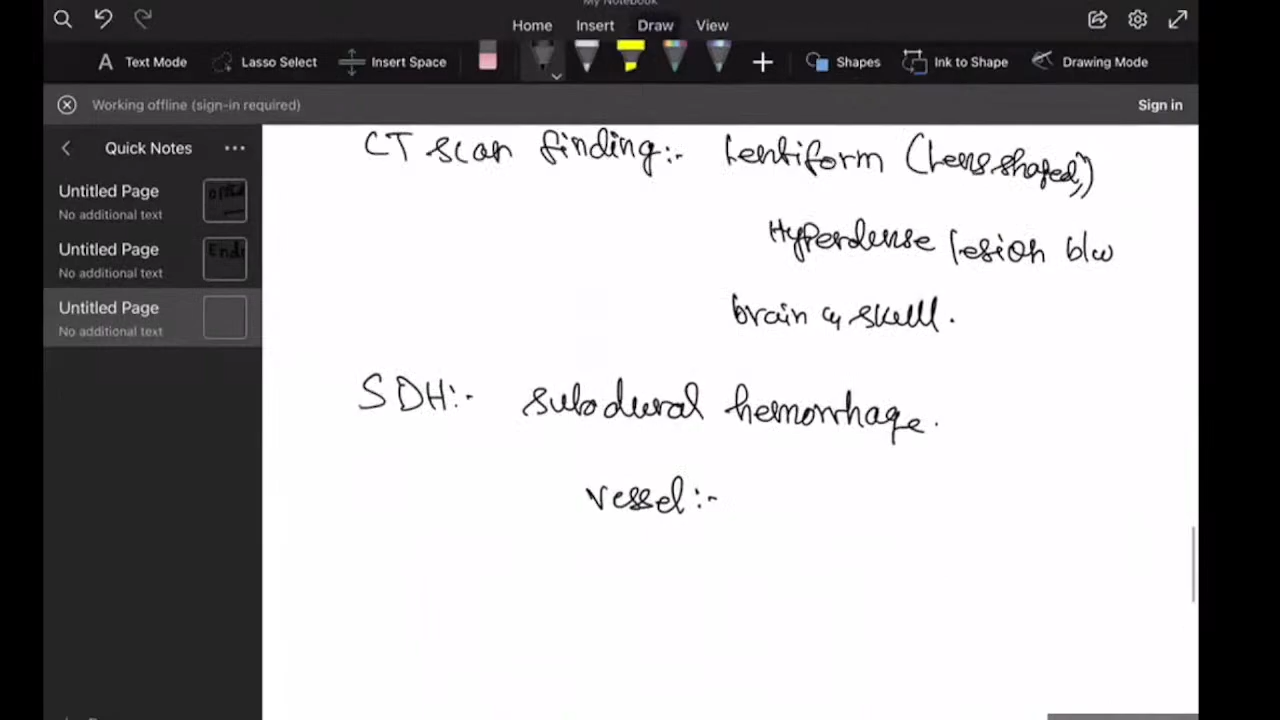 My Notebook
Home Insert Draw View
Text Mode Lasso Select Insert Space Shapes Ink to Shape Drawing Mode
Working offline (sign-in required) Sign in
Quick Notes
Untitled Page
No additional text
Untitled Page
No additional text
Untitled Page
No additional text
CT scan finding:- Lentiform (Lens shaped,)
Hyperdense lesion b/w
brain & skull.
SDH:- subdural hemorrhage.
vessel:-